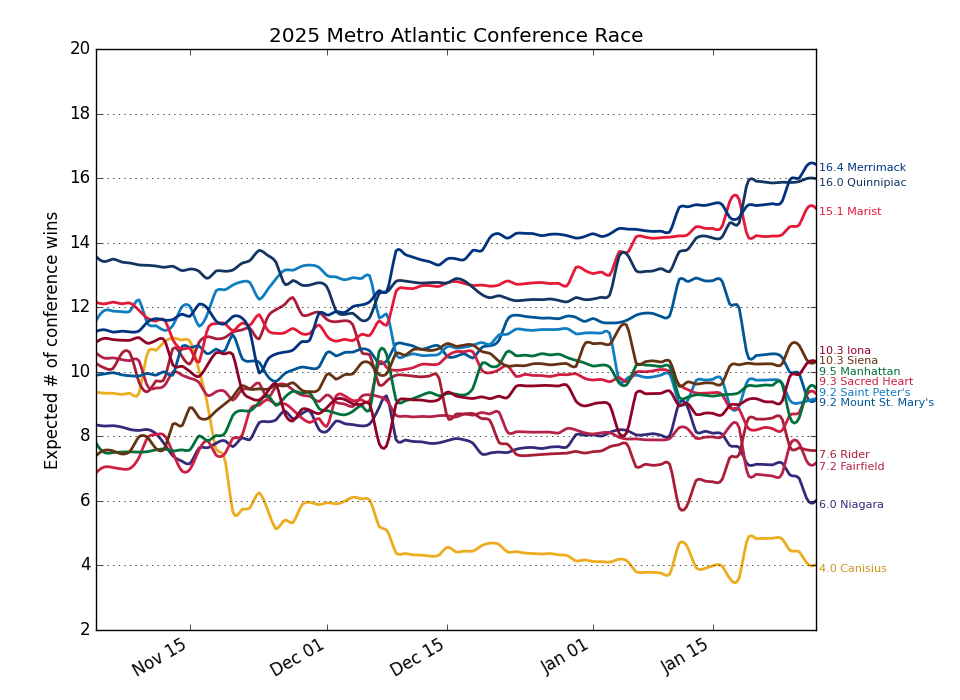 2025 Metro Atlantic Conference Race
Expected # of conference wins
20
18
16
14
12
10
8
6
4
2
Nov 15
Dec 01
Dec 15
Jan 01
Jan 15
16.4 Merrimack
16.0 Quinnipiac
15.1 Marist
10.3 Iona
10.3 Siena
9.5 Manhattan
9.3 Sacred Heart
9.2 Saint Peter's
9.2 Mount St. Mary's
7.6 Rider
7.2 Fairfield
6.0 Niagara
4.0 Canisius